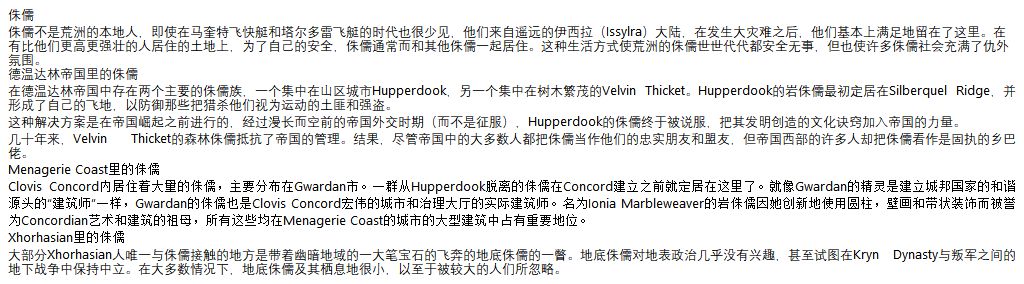 侏儒
侏儒不是荒洲的本地人，即使在马奎特飞快艇和塔尔多雷飞艇的时代也很少见，他们来自遥远的伊西拉（Issylra）大陆，在发生大灾难之后，他们基本上满足地留在了这里。在
有比他们更高更强壮的人居住的土地上，为了自己的安全，侏儒通常而和其他侏儒一起居住。这种生活方式使荒洲的侏儒世世代代都安全无事，但也使许多侏儒社会充满了仇外
氛围。
德温达林帝国里的侏儒
在德温达林帝国中存在两个主要的侏儒族，一个集中在山区城市Hupperdook，另一个集中在树木繁茂的Velvin Thicket。Hupperdook的岩侏儒最初定居在Silberquel Ridge，并
形成了自己的飞地，以防御那些把猎杀他们视为运动的土匪和强盗。
这种解决方案是在帝国崛起之前进行的，经过漫长而空前的帝国外交时期（而不是征服），Hupperdook的侏儒终于被说服，把其发明创造的文化诀窍加入帝国的力量。
几十年来，Velvin Thicket的森林侏儒抵抗了帝国的管理。结果，尽管帝国中的大多数人都把侏儒当作他们的忠实朋友和盟友，但帝国西部的许多人却把侏儒看作是固执的乡巴
佬。
Menagerie Coast里的侏儒
Clovis Concord内居住着大量的侏儒，主要分布在Gwardan市。一群从Hupperdook脱离的侏儒在Concord建立之前就定居在这里了。就像Gwardan的精灵是建立城邦国家的和谐
源头的“建筑师”一样，Gwardan的侏儒也是Clovis Concord宏伟的城市和治理大厅的实际建筑师。名为Ionia Marbleweaver的岩侏儒因她创新地使用圆柱，壁画和带状装饰而被誉
为Concordian艺术和建筑的祖母，所有这些均在Menagerie Coast的城市的大型建筑中占有重要地位。
Xhorhasian里的侏儒
大部分Xhorhasian人唯一与侏儒接触的地方是带着幽暗地域的一大笔宝石的飞奔的地底侏儒的一瞥。地底侏儒对地表政治几乎没有兴趣，甚至试图在Kryn Dynasty与叛军之间的
地下战争中保持中立。在大多数情况下，地底侏儒及其栖息地很小，以至于被较大的人们所忽略。